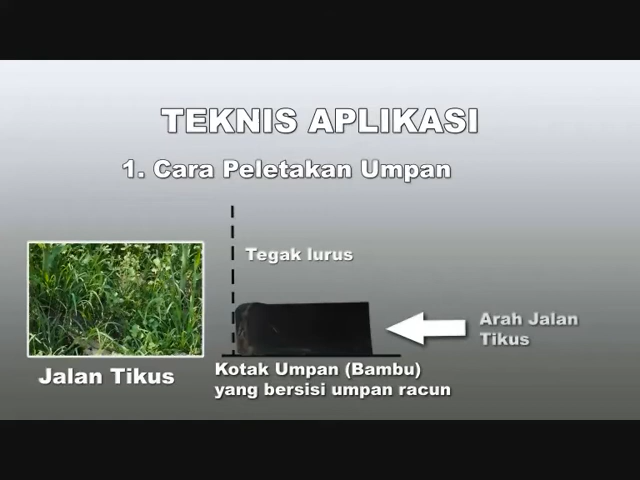 TEKNIS APLIKASI
1. Cara Peletakan Umpan
Tegak lurus
Arah Jalan
Tikus
Jalan Tikus
Kotak Umpan (Bambu)
yang bersisi umpan racun